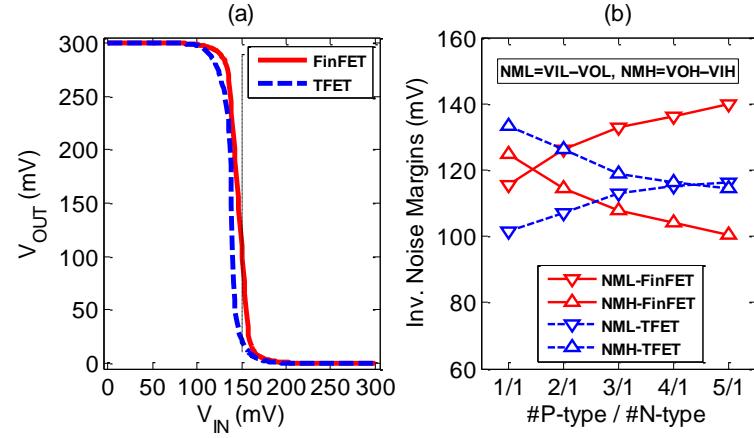 (a)
300
250
200
150
100
50
0
V_OUT (mV)
0 50 100 150 200 250 300
V_IN (mV)
FinFET
TFET
(b)
160
140
120
100
80
60
Inv. Noise Margins (mV)
NML=VIL–VOL, NMH=VOH–VIH
NML-FinFET
NMH-FinFET
NML-TFET
NMH-TFET
1/1 2/1 3/1 4/1 5/1
#P-type / #N-type